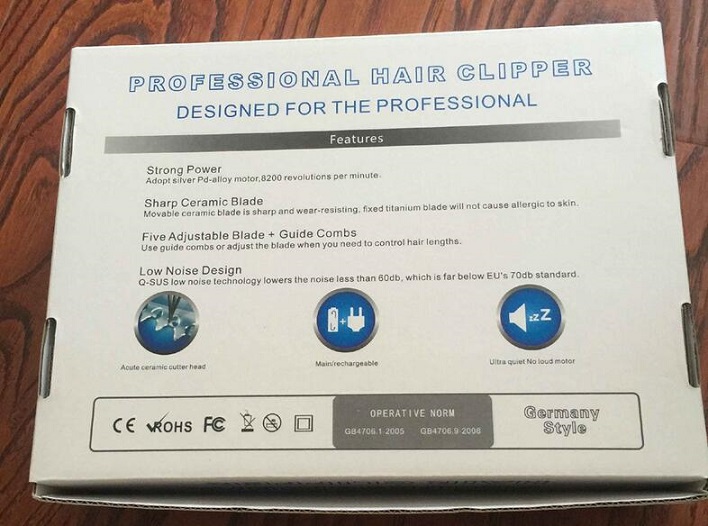 PROFESSIONAL HAIR CLIPPER
DESIGNED FOR THE PROFESSIONAL
Features
Strong Power
Adopt silver Pd-alloy motor,8200 revolutions per minute.
Sharp Ceramic Blade
Movable ceramic blade is sharp and wear-resisting, fixed titanium blade will not cause allergic to skin.
Five Adjustable Blade + Guide Combs
Use guide combs or adjust the blade when you need to control hair lengths.
Low Noise Design
Q-SUS low noise technology lowers the noise less than 60db, which is far below EU's 70db standard.
zzZ
Acute ceramic cutter head
Main/rechargeable
Ultra quiet No loud motor
CE ROHS FC
OPERATIVE NORM
GB4706.1-2005 GB4706.9-2008
Germany
Style